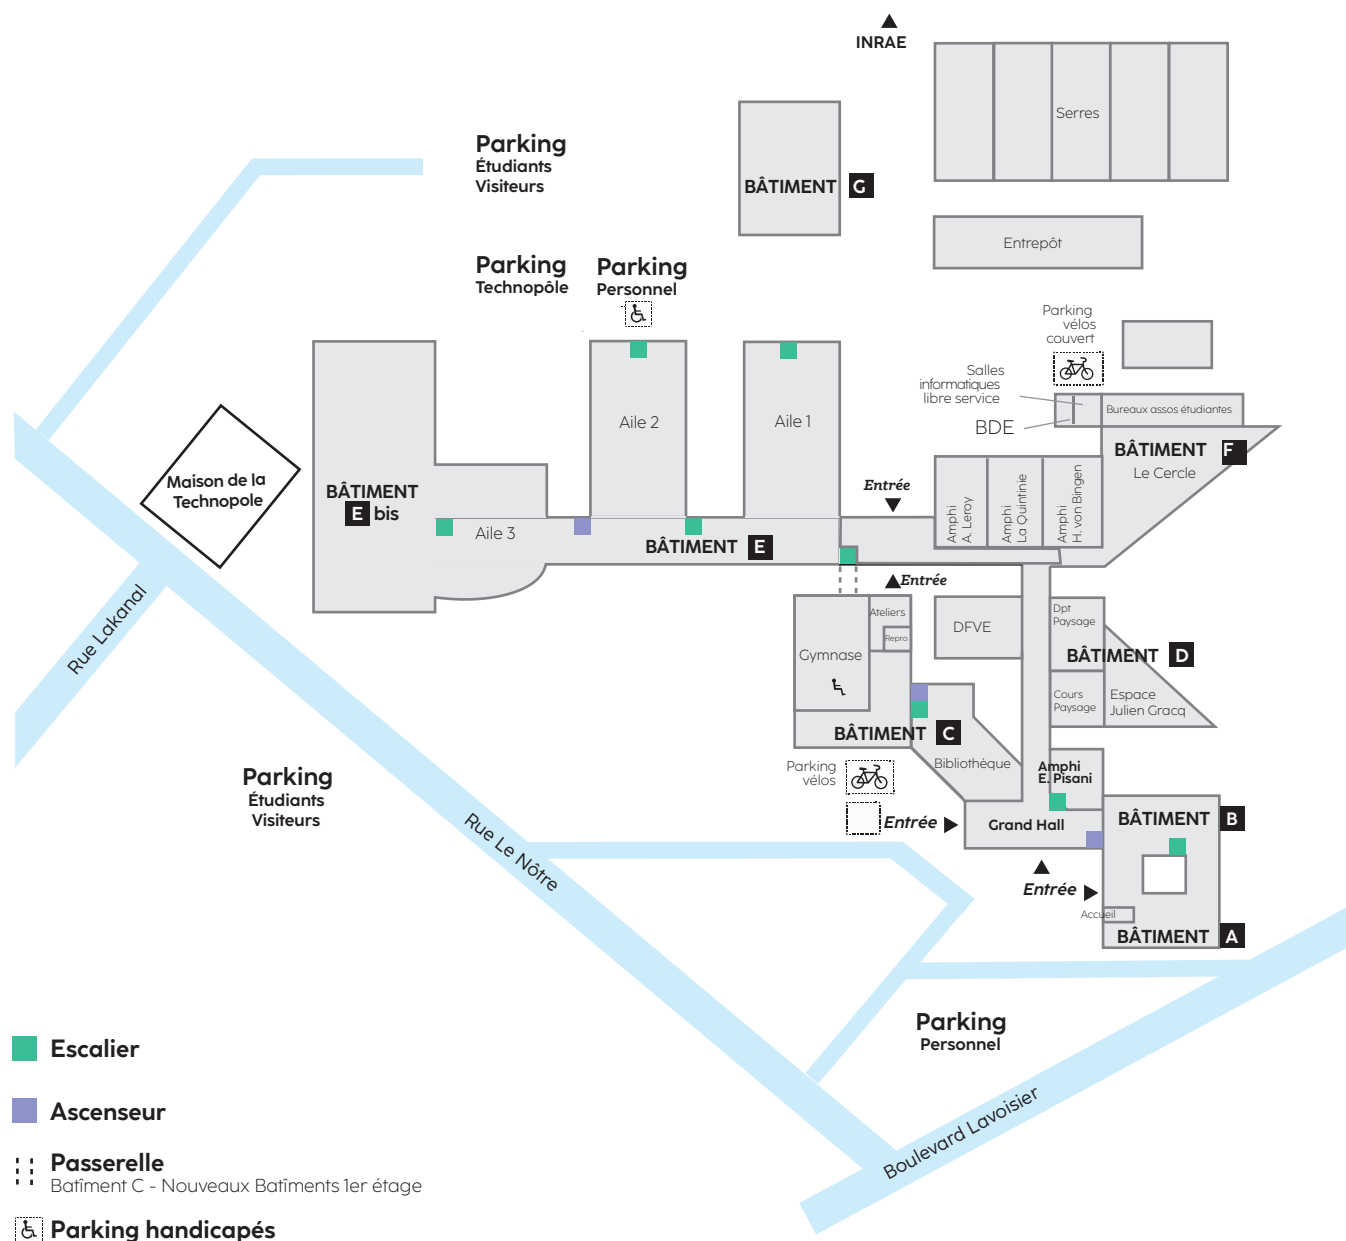 INRAE
Serres
Parking
Étudiants
Visiteurs
BÂTIMENT G
Entrepôt
Parking
Technopôle
Parking
Personnel
Parking
vélos
couvert
Salles
informatiques
libre service
BDE
Bureaux assos étudiantes
BÂTIMENT F
Le Cercle
Aile 2
Aile 1
Maison de la
Technopole
BÂTIMENT
E bis
Aile 3
BÂTIMENT E
Entrée
Amphi
A. Leroy
Amphi
La Quintinie
Amphi
H. von Bingen
Entrée
Ateliers
Repro
Gymnase
DFVE
Dpt
Paysage
BÂTIMENT D
Cours
Paysage
Espace
Julien Gracq
BÂTIMENT C
Bibliothèque
Parking
vélos
Amphi
E. Pisani
Entrée
Grand Hall
BÂTIMENT B
Entrée
Accueil
BÂTIMENT A
Rue Lakanal
Parking
Étudiants
Visiteurs
Rue Le Nôtre
Parking
Personnel
Boulevard Lavoisier
Escalier
Ascenseur
Passerelle
Batîment C - Nouveaux Batîments 1er étage
Parking handicapés